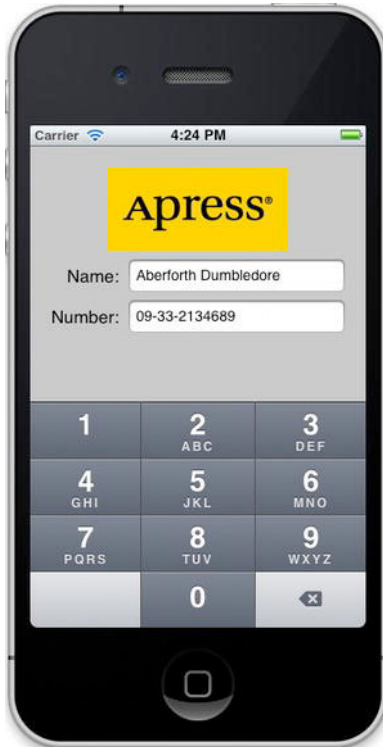 Carrier 4:24 PM
Apress®
Name: Aberforth Dumbledore
Number: 09-33-2134689
1 2 3
ABC DEF
4 5 6
GHI JKL MNO
7 8 9
PQRS TUV WXYZ
0